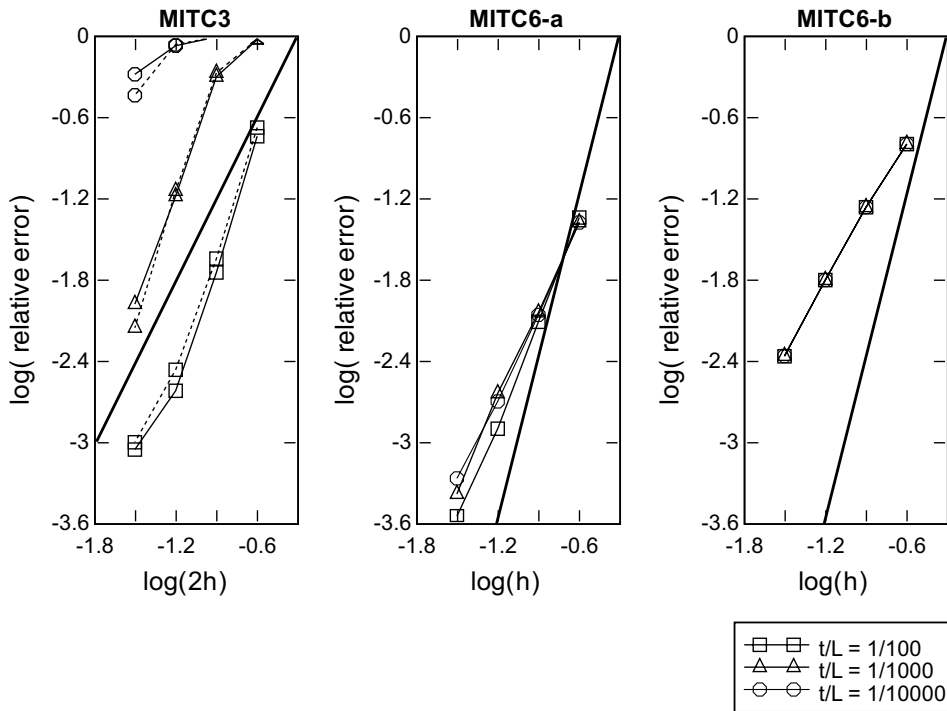 MITC3
MITC6-a
MITC6-b
0
-0.6
-1.2
-1.8
-2.4
-3
-3.6
log( relative error)
-1.8 -1.2 -0.6
log(2h)
0
-0.6
-1.2
-1.8
-2.4
-3
-3.6
log( relative error)
-1.8 -1.2 -0.6
log(h)
0
-0.6
-1.2
-1.8
-2.4
-3
-3.6
log( relative error)
-1.8 -1.2 -0.6
log(h)
t/L = 1/100
t/L = 1/1000
t/L = 1/10000